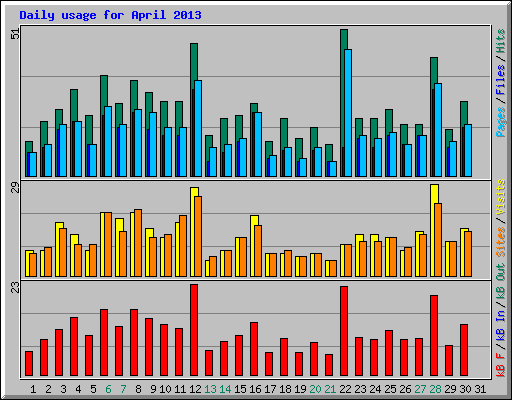 Daily usage for April 2013
51
Pages / Files / Hits
29
Sites / Visits
23
kB F / kB In / kB Out
1 2 3 4 5 6 7 8 9 10 11 12 13 14 15 16 17 18 19 20 21 22 23 24 25 26 27 28 29 30 31